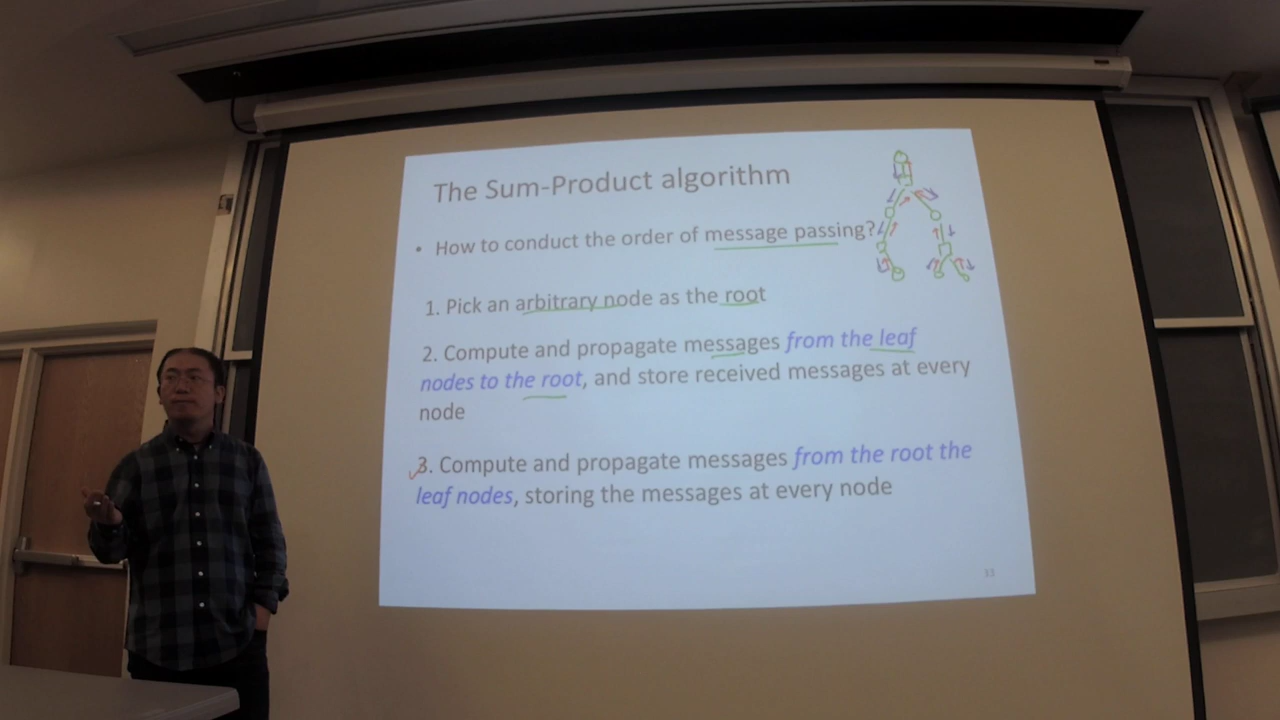 The Sum-Product algorithm
• How to conduct the order of message passing?
1. Pick an arbitrary node as the root
2. Compute and propagate messages from the leaf
nodes to the root, and store received messages at every
node
3. Compute and propagate messages from the root the
leaf nodes, storing the messages at every node
33